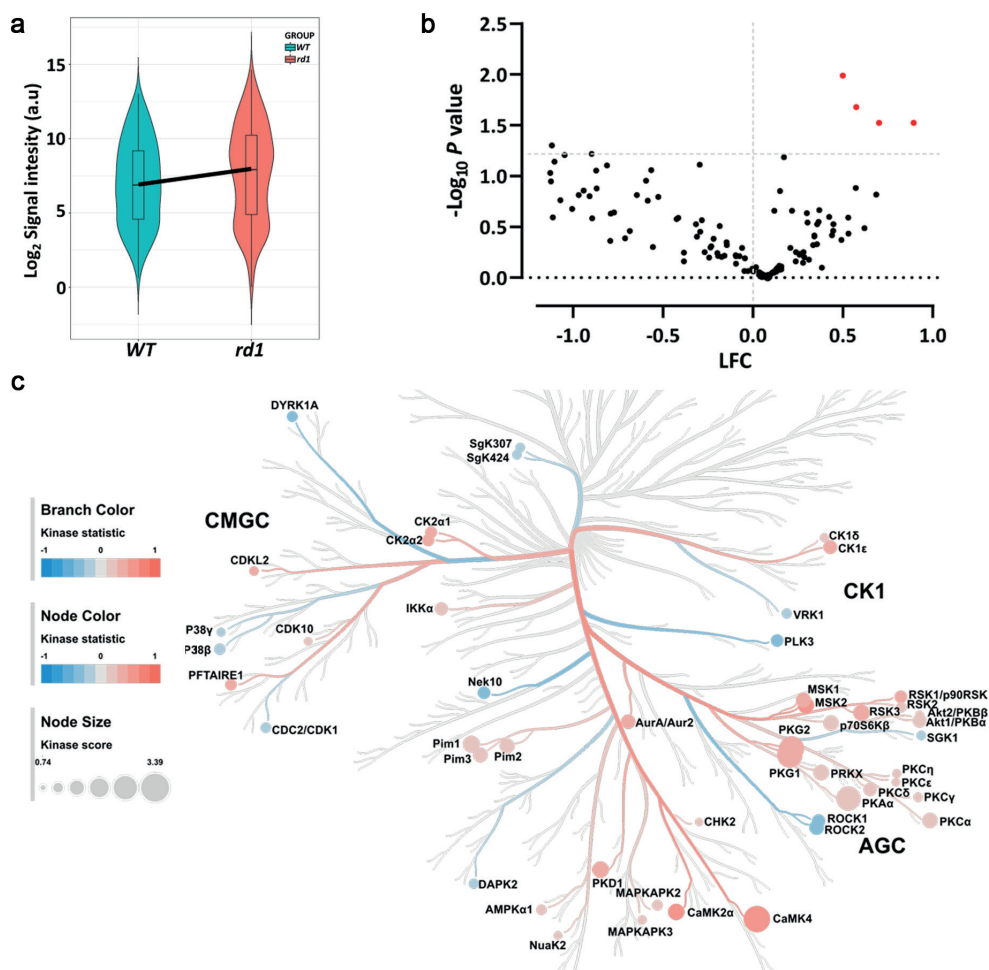 a
Log2 Signal intesity (a.u)
15
10
5
0
WT
rd1
GROUP
WT
rd1
b
-Log10 P value
2.5
2.0
1.5
1.0
0.5
0.0
-1.0
-0.5
0.0
0.5
1.0
LFC
c
Branch Color
Kinase statistic
-1 0 1
Node Color
Kinase statistic
-1 0 1
Node Size
Kinase score
0.74 3.39
DYRK1A
SgK307
SgK424
CMGC
CK2α1
CK2α2
CDKL2
IKKα
P38γ
P38β
CDK10
PFTAIRE1
CDC2/CDK1
Nek10
Pim1
Pim3
Pim2
CK1δ
CK1ε
CK1
VRK1
PLK3
AurA/Aur2
MSK1
MSK2
RSK1/p90RSK
RSK2
RSK3
Akt2/PKBβ
p70S6Kβ
Akt1/PKBα
SGK1
PKG2
PKG1
PRKX
PKCη
PKCε
PKCδ
PKCγ
PKAα
PKCα
ROCK1
ROCK2
AGC
CHK2
DAPK2
PKD1
MAPKAPK2
AMPKα1
CaMK2α
CaMK4
MAPKAPK3
NuaK2